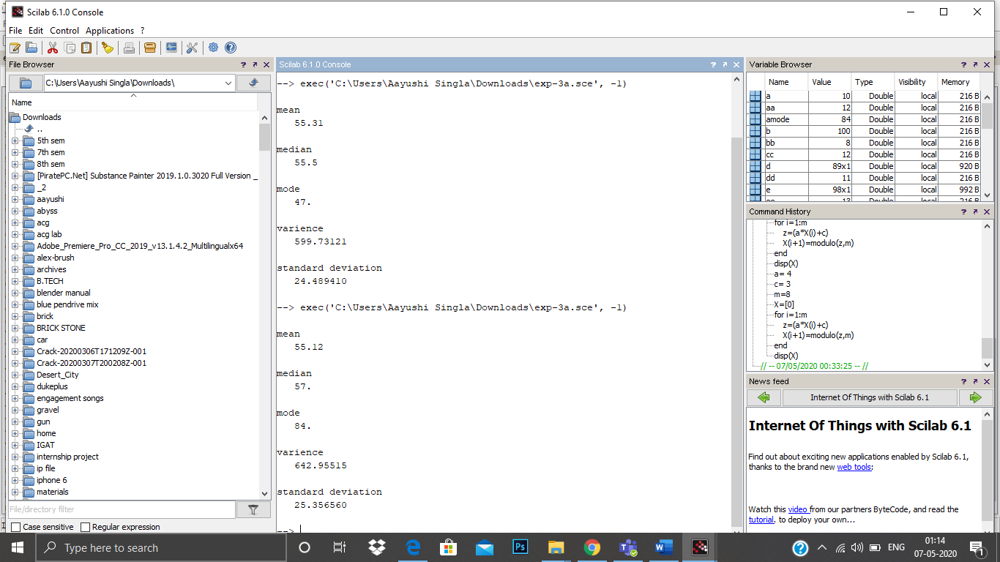 Scilab 6.1.0 Console
File Edit Control Applications ?
File Browser
C:\Users\Aayushi Singla\Downloads\
Name
Downloads
..
5th sem
7th sem
8th sem
[PiratePC.Net] Substance Painter 2019.1.0.3020 Full Version _
_2
aayushi
abyss
acg
acg lab
Adobe_Premiere_Pro_CC_2019_v13.1.4.2_Multilingualx64
alex-brush
archives
B.TECH
blender manual
blue pendrive mix
brick
BRICK STONE
car
Crack-20200306T171209Z-001
Crack-20200307T200208Z-001
Desert_City
dukeplus
engagement songs
gravel
gun
home
IGAT
internship project
ip file
iphone 6
materials
File/directory filter
Case sensitive Regular expression
Scilab 6.1.0 Console
--> exec('C:\Users\Aayushi Singla\Downloads\exp-3a.sce', -1)
mean
55.31
median
55.5
mode
47.
varience
599.73121
standard deviation
24.489410
--> exec('C:\Users\Aayushi Singla\Downloads\exp-3a.sce', -1)
mean
55.12
median
57.
mode
84.
varience
642.95515
standard deviation
25.356560
-->
Variable Browser
Name Value Type Visibility Memory
a 10 Double local 216 B
aa 12 Double local 216 B
amode 84 Double local 216 B
b 100 Double local 216 B
bb 8 Double local 216 B
cc 12 Double local 216 B
d 89x1 Double local 920 B
dd 11 Double local 216 B
e 98x1 Double local 992 B
ee 13 Double local 216 B
Command History
for i=1:m
z=(a*X(i)+c)
X(i+1)=modulo(z,m)
end
disp(X)
a= 4
c= 3
m=8
X=[0]
for i=1:m
z=(a*X(i)+c)
X(i+1)=modulo(z,m)
end
disp(X)
// -- 07/05/2020 00:33:25 -- //
News feed
Internet Of Things with Scilab 6.1
Internet Of Things with Scilab 6.1
Find out about exciting new applications enabled by Scilab 6.1,
thanks to the brand new web tools:
Watch this video from our partners ByteCode, and read the
tutorial. to deploy your own...
Type here to search
Ps
ENG
01:14
07-05-2020
1